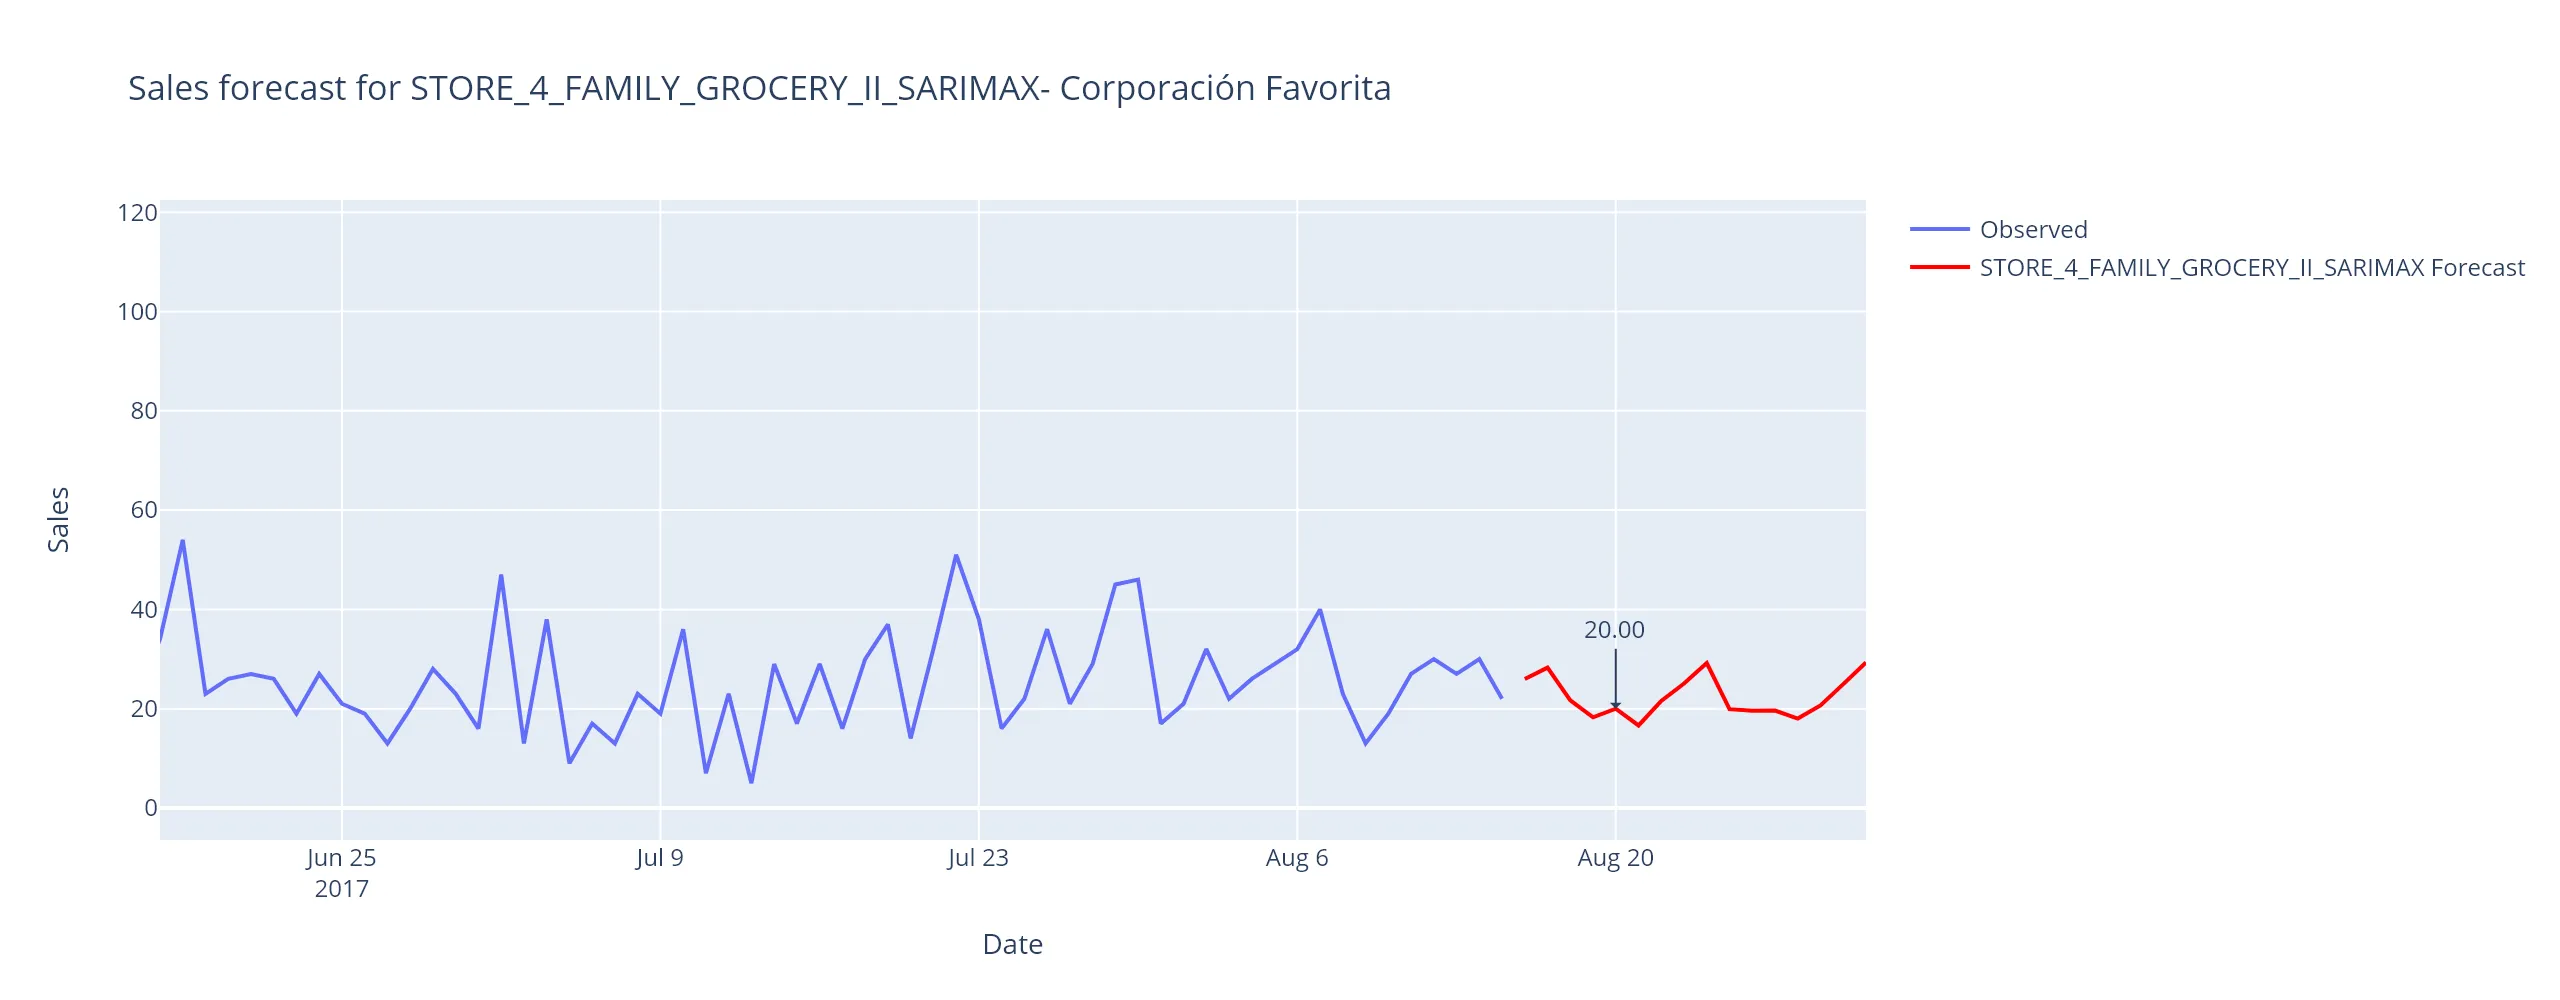 Sales forecast for STORE_4_FAMILY_GROCERY_II_SARIMAX- Corporación Favorita
Observed
STORE_4_FAMILY_GROCERY_II_SARIMAX Forecast
120
100
80
60
40
20
0
Sales
20.00
Jun 25
2017
Jul 9
Jul 23
Aug 6
Aug 20
Date